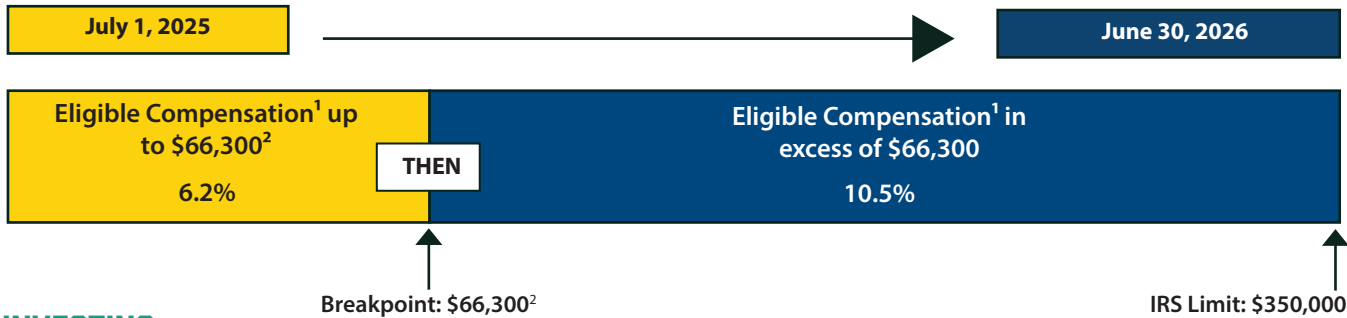 July 1, 2025
June 30, 2026
Eligible Compensation¹ up
to $66,300²
6.2%
THEN
Eligible Compensation¹ in
excess of $66,300
10.5%
Breakpoint: $66,300²
IRS Limit: $350,000